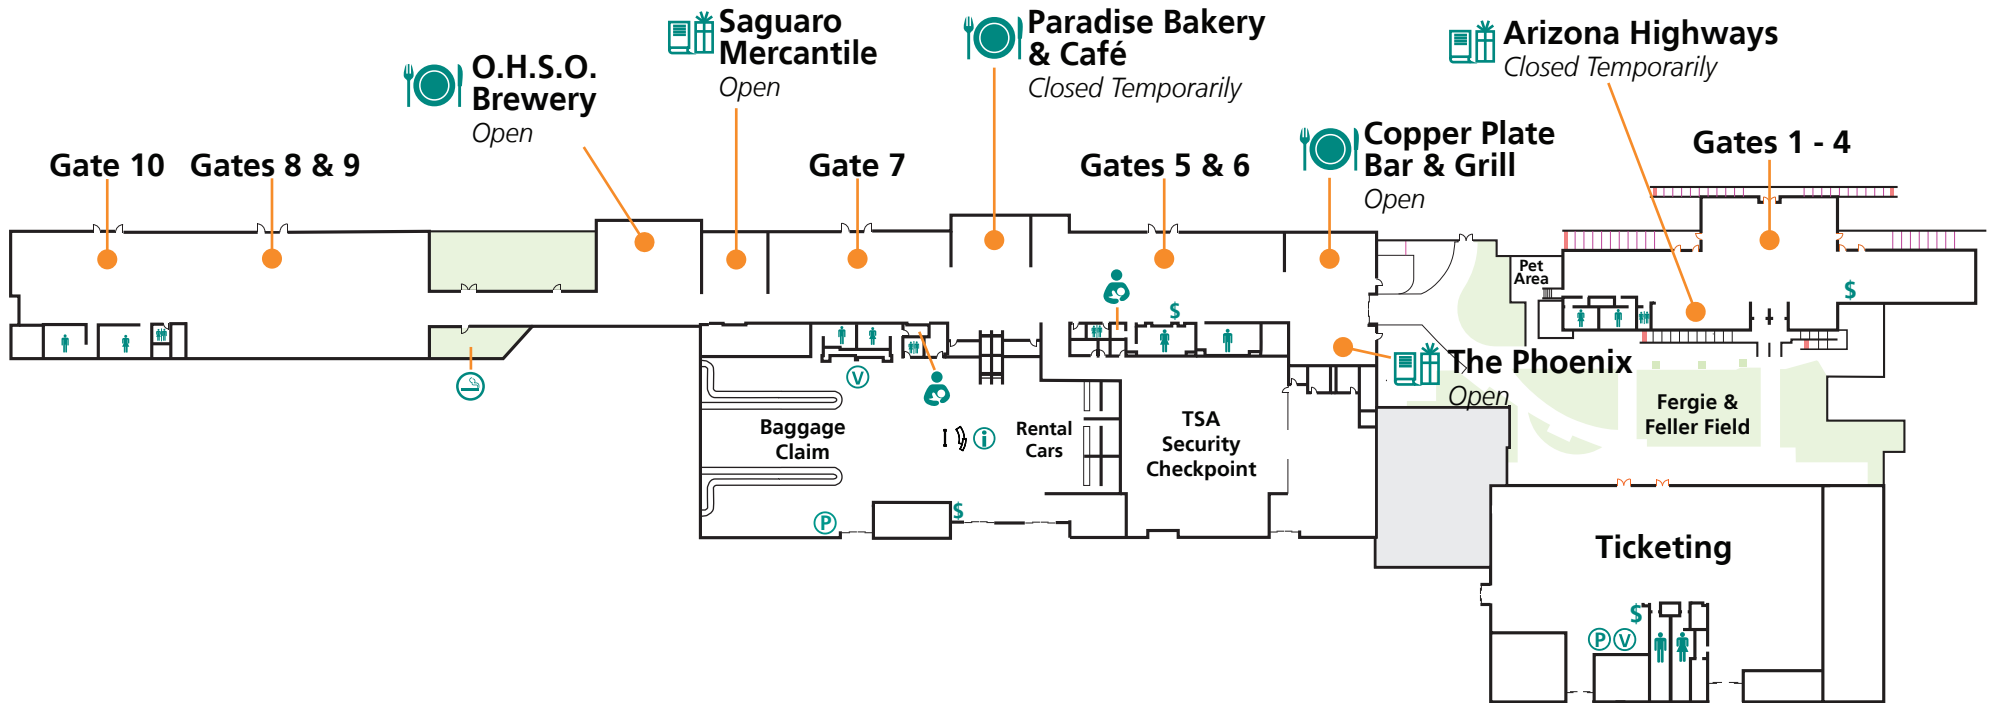 Saguaro
Mercantile
Open
Paradise Bakery
& Café
Closed Temporarily
Arizona Highways
Closed Temporarily
O.H.S.O.
Brewery
Open
Copper Plate
Bar & Grill
Open
Gates 1 - 4
Gate 10
Gates 8 & 9
Gate 7
Gates 5 & 6
Pet
Area
$
$
The Phoenix
Open
V
i
Baggage
Claim
Rental
Cars
TSA
Security
Checkpoint
Fergie &
Feller Field
P
$
Ticketing
$
P V